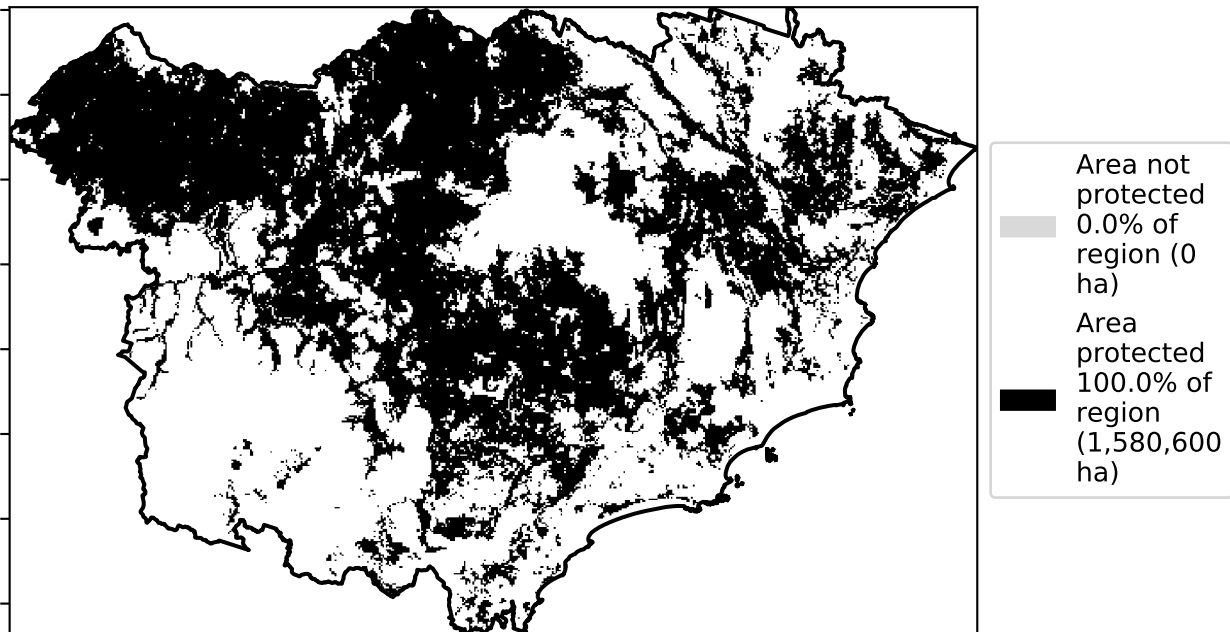 Area not
protected
0.0% of
region (0
ha)
Area
protected
100.0% of
region
(1,580,600
ha)